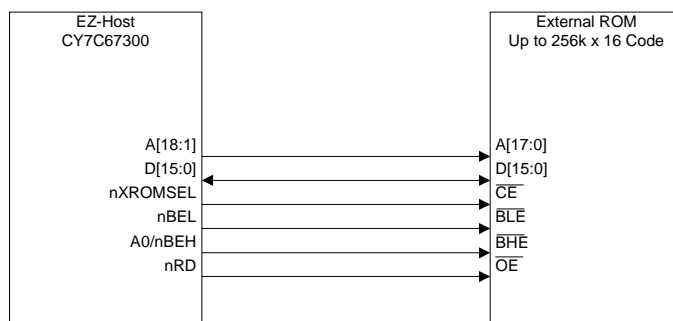 EZ-Host
CY7C67300
External ROM
Up to 256k x 16 Code
A[18:1]
A[17:0]
D[15:0]
D[15:0]
nXROMSEL
CE
nBEL
BLE
A0/nBEH
BHE
nRD
OE